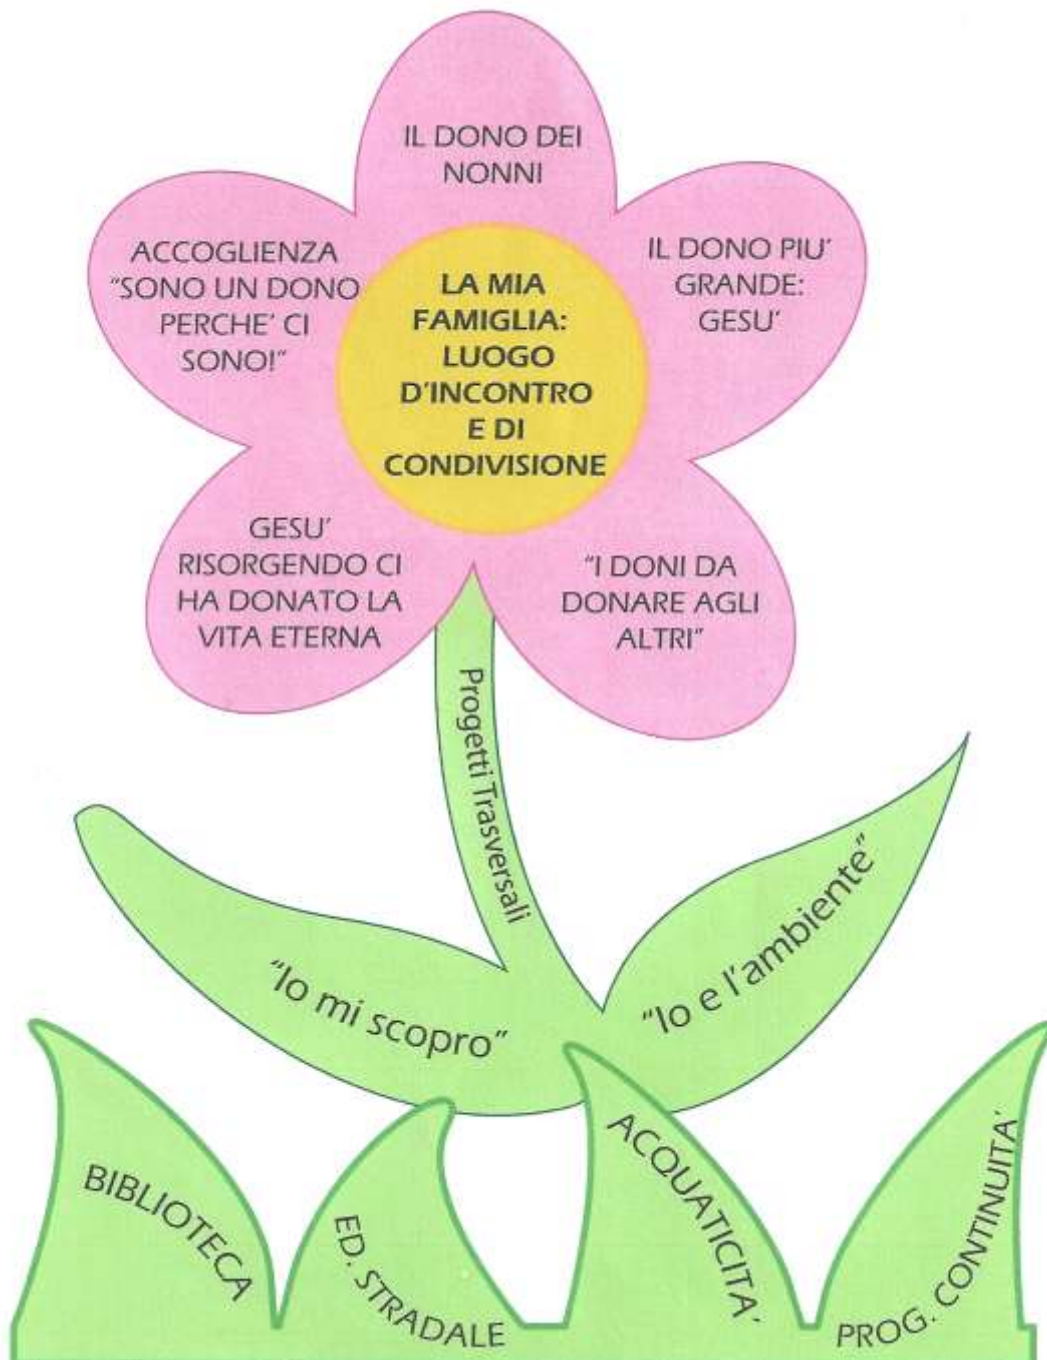 IL DONO DEI
NONNI
ACCOGLIENZA
"SONO UN DONO
PERCHE' CI
SONO!"
IL DONO PIU'
GRANDE:
GESU'
LA MIA
FAMIGLIA:
LUOGO
D'INCONTRO
E DI
CONDIVISIONE
GESU'
RISORGENDO CI
HA DONATO LA
VITA ETERNA
"I DONI DA
DONARE AGLI
ALTRI"
Progetti Trasversali
"Io mi scopro"
"Io e l'ambiente"
BIBLIOTECA
ED. STRADALE
ACQUATICITA'
PROG. CONTINUITA'